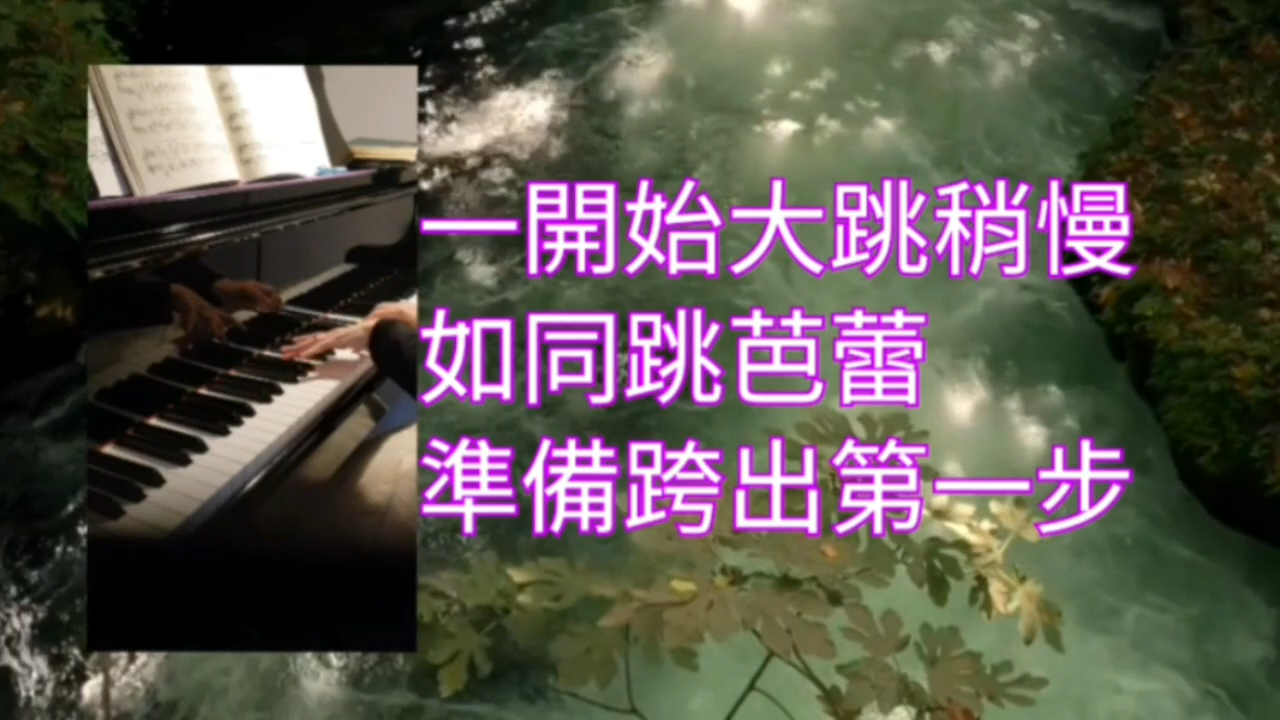 一開始大跳稍慢
如同跳芭蕾
準備跨出第一步